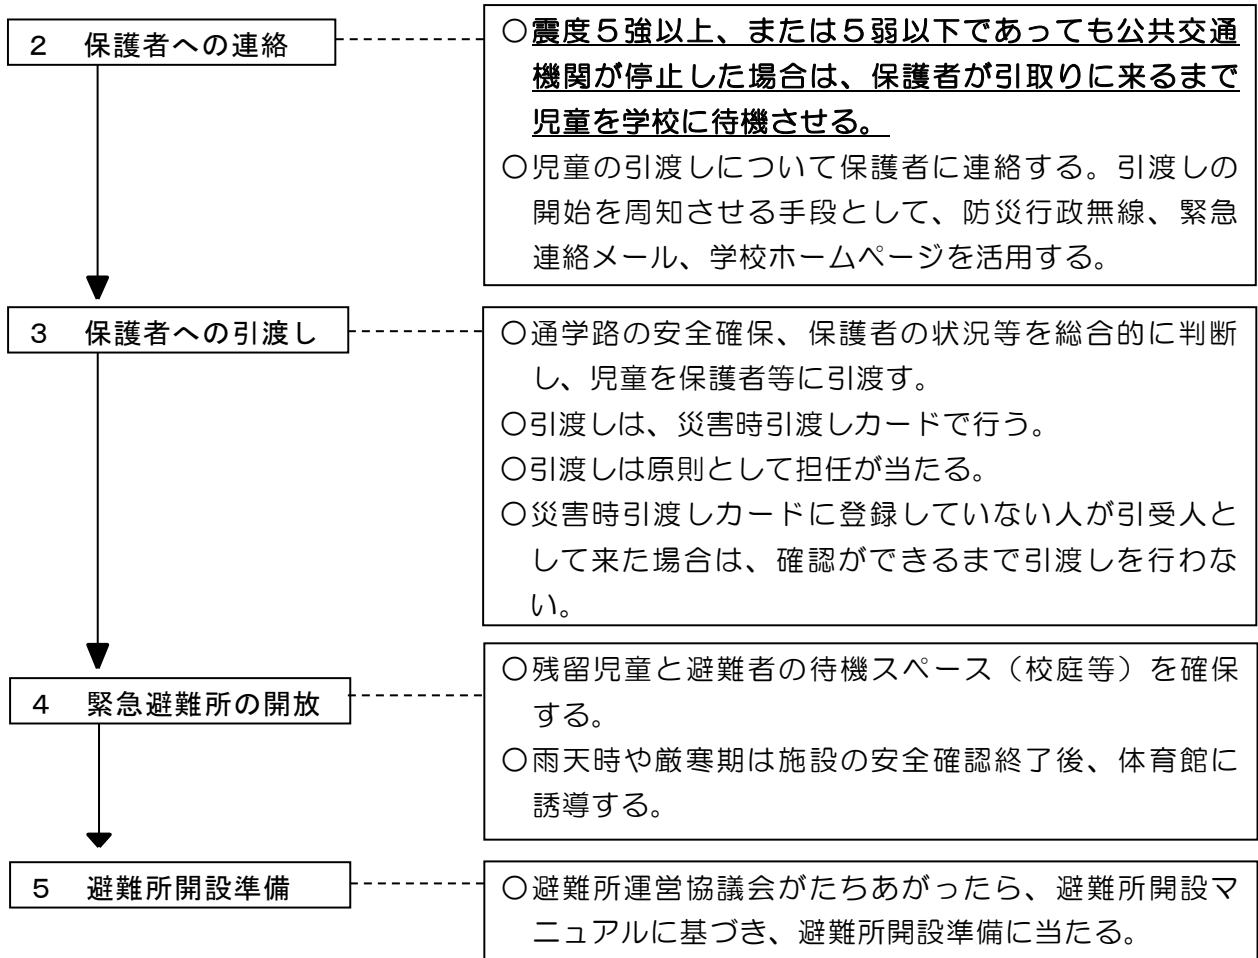 ２　保護者への連絡
○震度５強以上、または５弱以下であっても公共交通
機関が停止した場合は、保護者が引取りに来るまで
児童を学校に待機させる。
○児童の引渡しについて保護者に連絡する。引渡しの
開始を周知させる手段として、防災行政無線、緊急
連絡メール、学校ホームページを活用する。
３　保護者への引渡し
○通学路の安全確保、保護者の状況等を総合的に判断
し、児童を保護者等に引渡す。
○引渡しは、災害時引渡しカードで行う。
○引渡しは原則として担任が当たる。
○災害時引渡しカードに登録していない人が引受人と
して来た場合は、確認ができるまで引渡しを行わな
い。
４　緊急避難所の開放
○残留児童と避難者の待機スペース（校庭等）を確保
する。
○雨天時や厳寒期は施設の安全確認終了後、体育館に
誘導する。
５　避難所開設準備
○避難所運営協議会がたちあがったら、避難所開設マ
ニュアルに基づき、避難所開設準備に当たる。